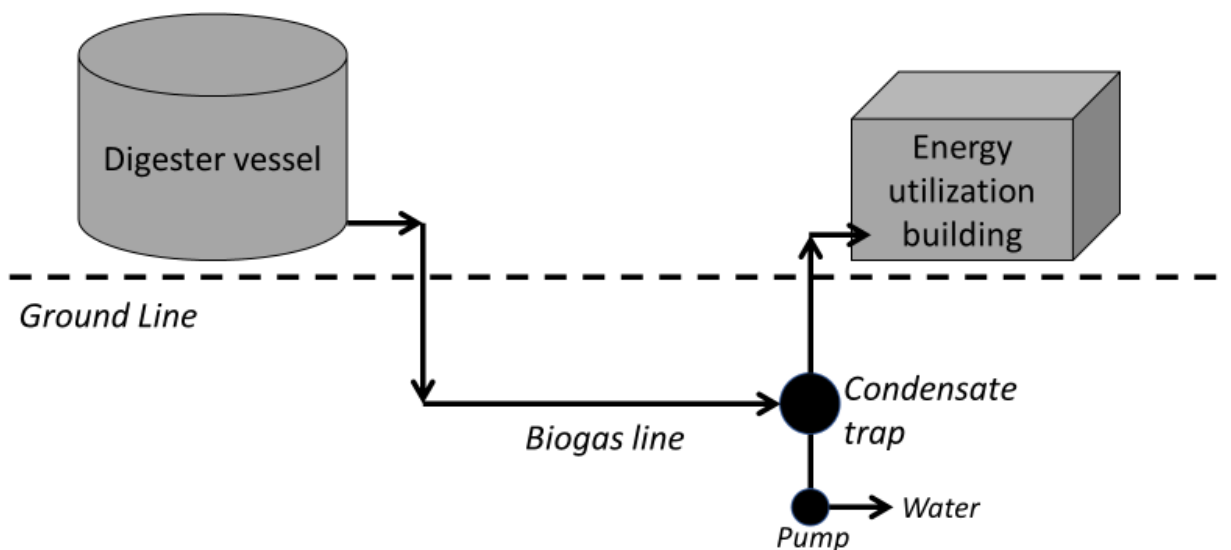 Digester vessel
Energy
utilization
building
Ground Line
Condensate
trap
Biogas line
Water
Pump